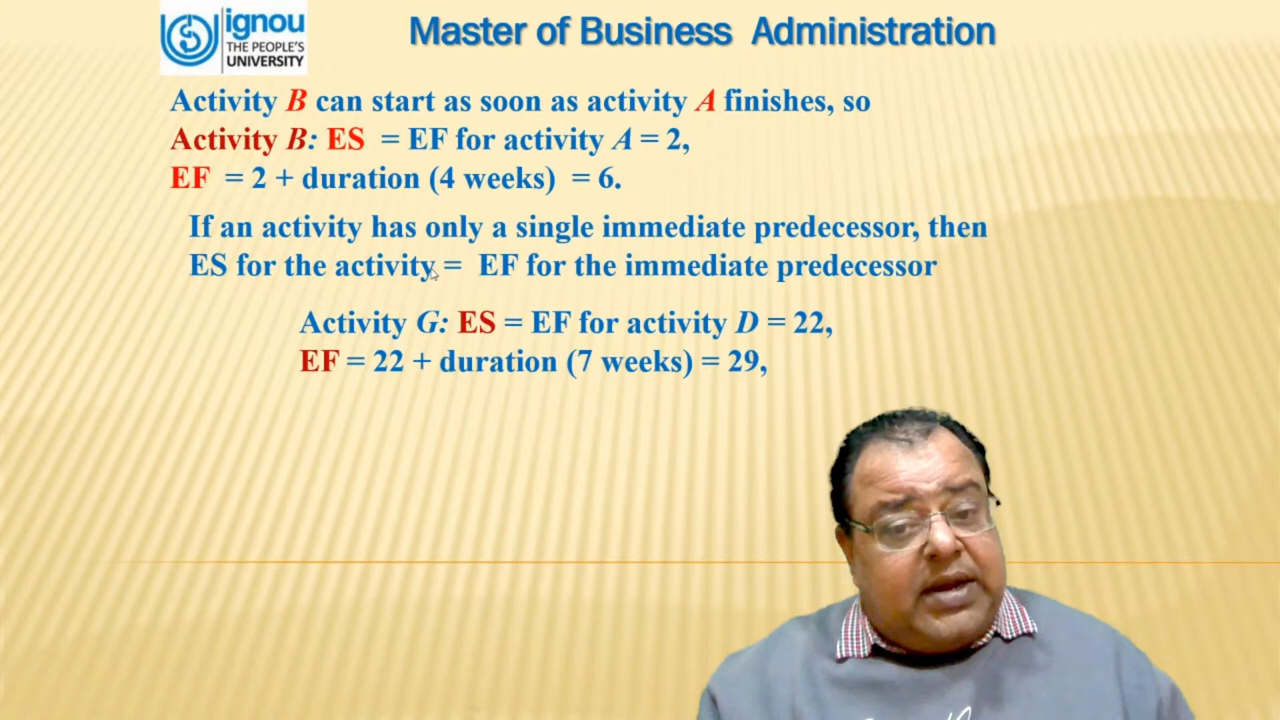 ignou
THE PEOPLE'S
UNIVERSITY
Master of Business Administration
Activity B can start as soon as activity A finishes, so
Activity B: ES = EF for activity A = 2,
EF = 2 + duration (4 weeks) = 6.
If an activity has only a single immediate predecessor, then
ES for the activity = EF for the immediate predecessor
Activity G: ES = EF for activity D = 22,
EF = 22 + duration (7 weeks) = 29,